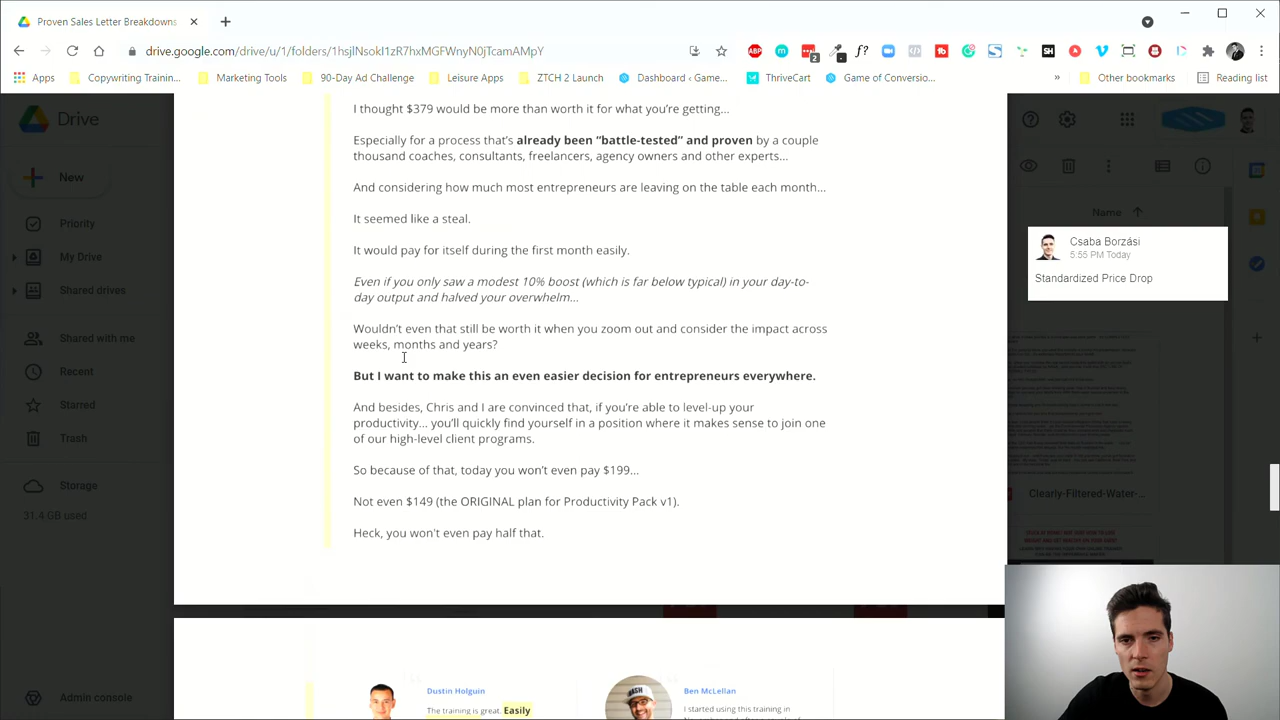 Proven Sales Letter Breakdowns
drive.google.com/drive/u/1/folders/1hsjlNsokI1zR7hxMGFWnyN0jTcamAMpY
Apps
Copywriting Trainin...
Marketing Tools
90-Day Ad Challenge
Leisure Apps
ZTCH 2 Launch
Dashboard ‹ Game...
ThriveCart
Game of Conversio...
»
Other bookmarks
Reading list
Drive
New
Priority
My Drive
Shared drives
Shared with me
Recent
Starred
Trash
Storage
31.4 GB used
Admin console
I thought $379 would be more than worth it for what you're getting...
Especially for a process that's already been "battle-tested" and proven by a couple
thousand coaches, consultants, freelancers, agency owners and other experts...
And considering how much most entrepreneurs are leaving on the table each month...
It seemed like a steal.
It would pay for itself during the first month easily.
Even if you only saw a modest 10% boost (which is far below typical) in your day-to-
day output and halved your overwhelm...
Wouldn't even that still be worth it when you zoom out and consider the impact across
weeks, months and years?
But I want to make this an even easier decision for entrepreneurs everywhere.
And besides, Chris and I are convinced that, if you're able to level-up your
productivity... you'll quickly find yourself in a position where it makes sense to join one
of our high-level client programs.
So because of that, today you won't even pay $199...
Not even $149 (the ORIGINAL plan for Productivity Pack v1).
Heck, you won't even pay half that.
Dustin Holguin
The training is great. Easily
Ben McLellan
I started using this training in
Name
Csaba Borzási
5:55 PM Today
Standardized Price Drop
Clearly-Filtered-Water-...